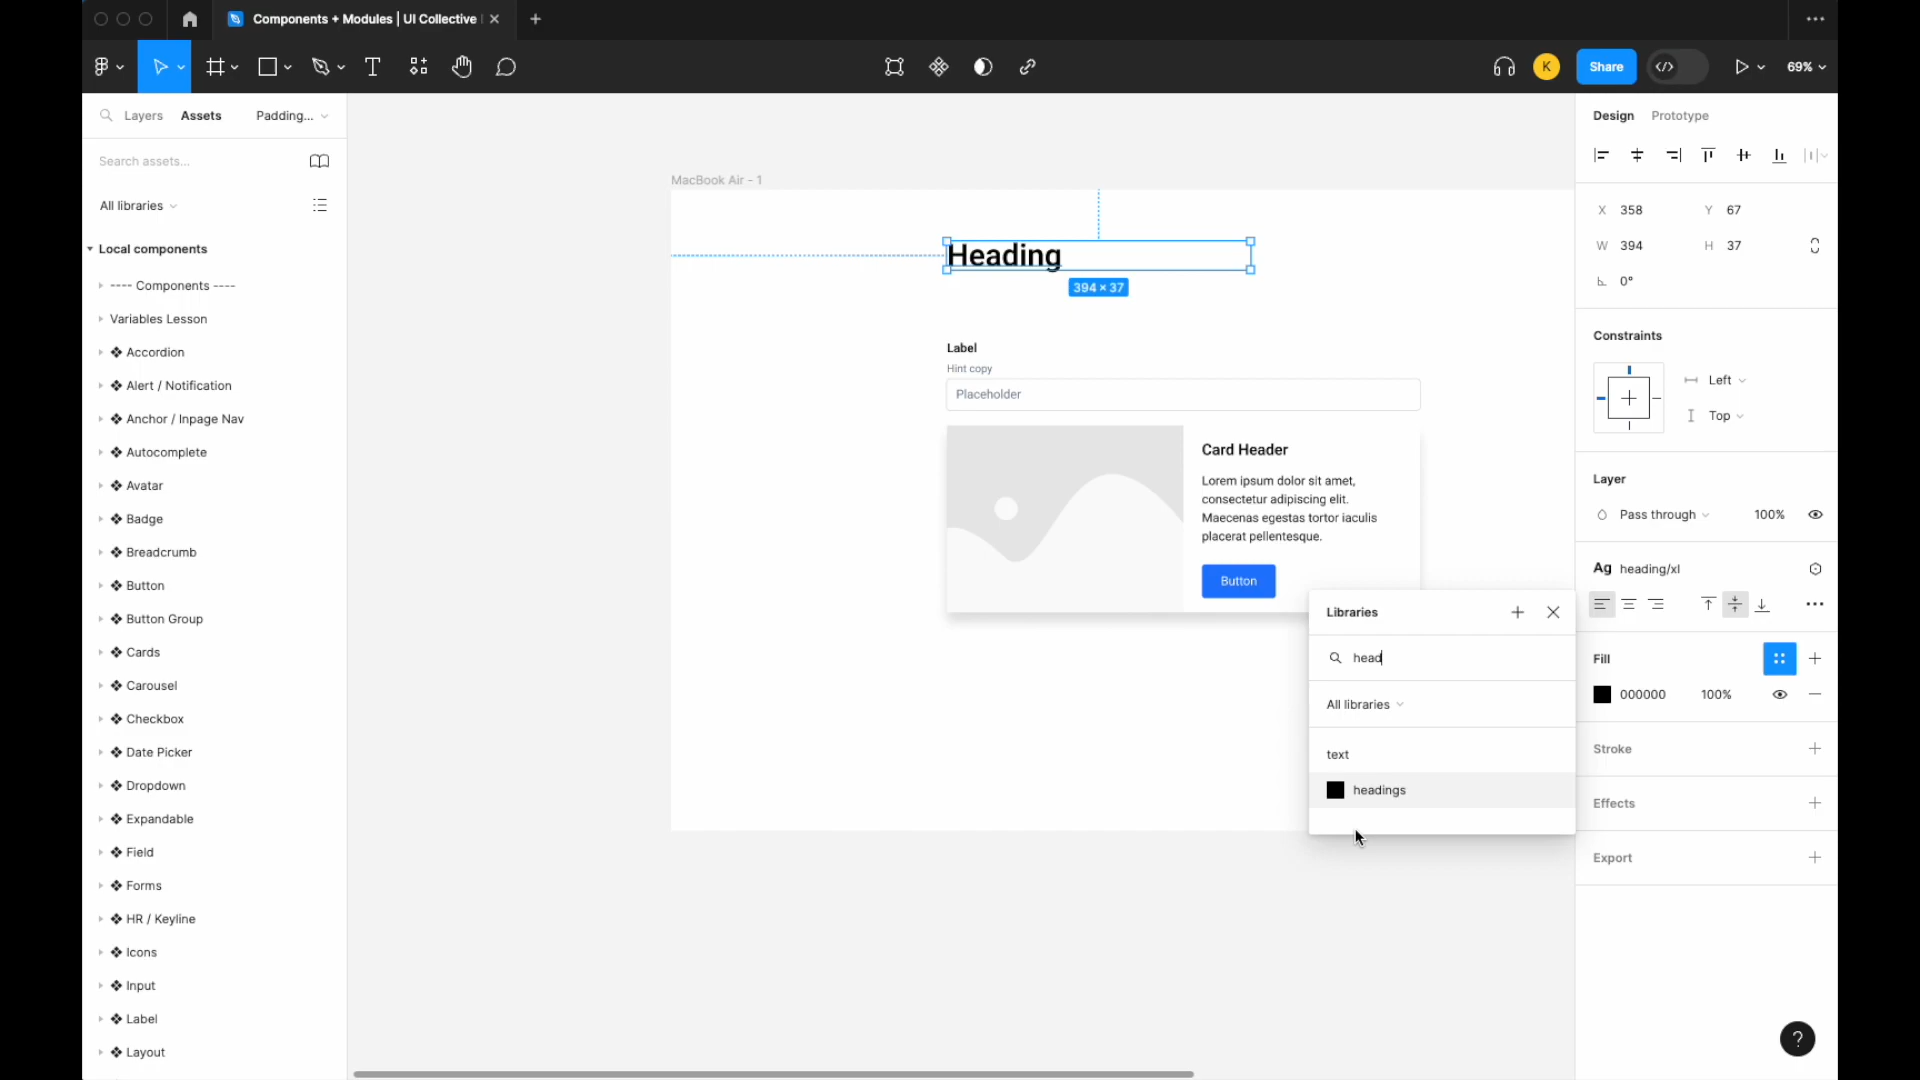 Components + Modules | UI Collective
K
Share
69%
Layers
Assets
Padding...
Search assets...
All libraries
Local components
---- Components ----
Variables Lesson
Accordion
Alert / Notification
Anchor / Inpage Nav
Autocomplete
Avatar
Badge
Breadcrumb
Button
Button Group
Cards
Carousel
Checkbox
Date Picker
Dropdown
Expandable
Field
Forms
HR / Keyline
Icons
Input
Label
Layout
MacBook Air - 1
Heading
394 × 37
Label
Hint copy
Placeholder
Card Header
Lorem ipsum dolor sit amet,
consectetur adipiscing elit.
Maecenas egestas tortor iaculis
placerat pellentesque.
Button
Libraries
head
All libraries
text
headings
Design
Prototype
X 358
Y 67
W 394
H 37
0°
Constraints
Left
Top
Layer
Pass through
100%
Ag heading/xl
Fill
000000
100%
Stroke
Effects
Export
?